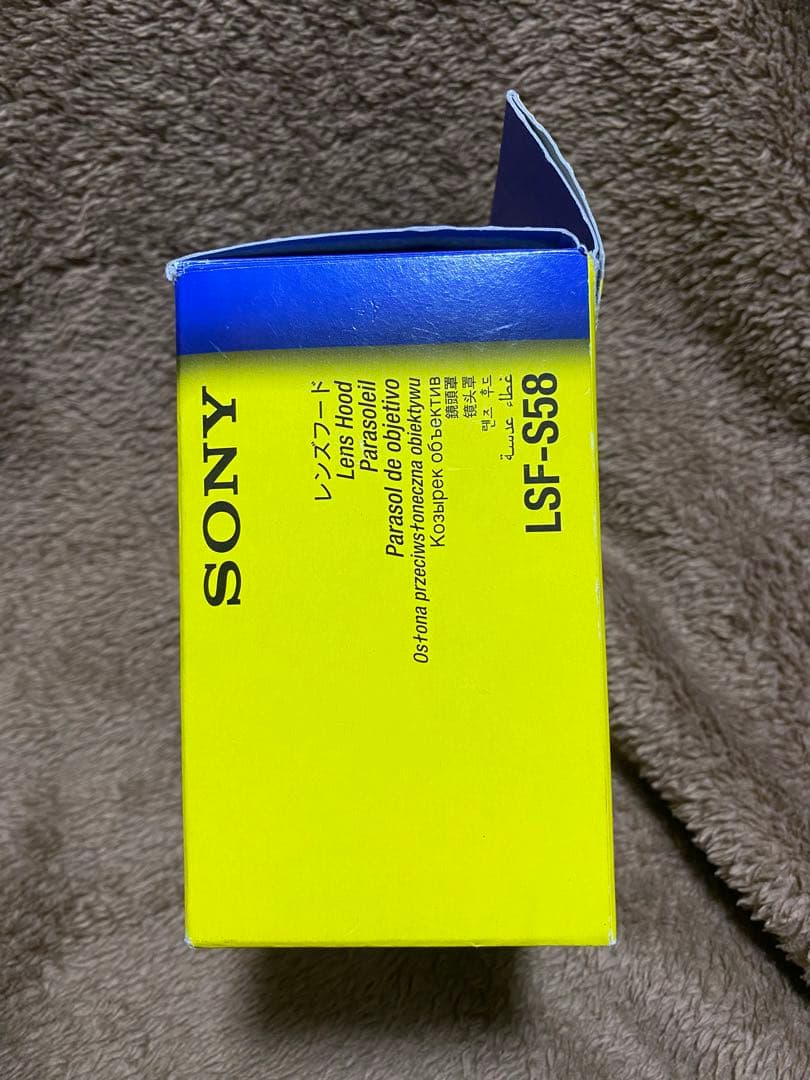 SONY
レンズフード
Lens Hood
Parasoleil
Parasol de objetivo
Osłona przeciwsłoneczna obiektywu
Козырек объектив
鏡頭罩
镜头罩
렌즈 후드
غطاء عدسة
LSF-S58